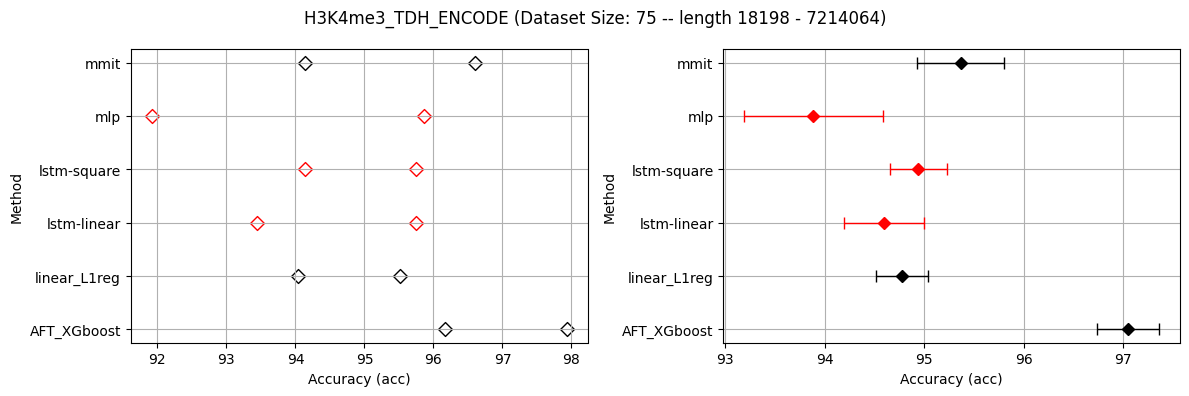 H3K4me3_TDH_ENCODE (Dataset Size: 75 -- length 18198 - 7214064)
Method
mmit
mlp
lstm-square
lstm-linear
linear_L1reg
AFT_XGboost
92 93 94 95 96 97 98
Accuracy (acc)
Method
mmit
mlp
lstm-square
lstm-linear
linear_L1reg
AFT_XGboost
93 94 95 96 97
Accuracy (acc)